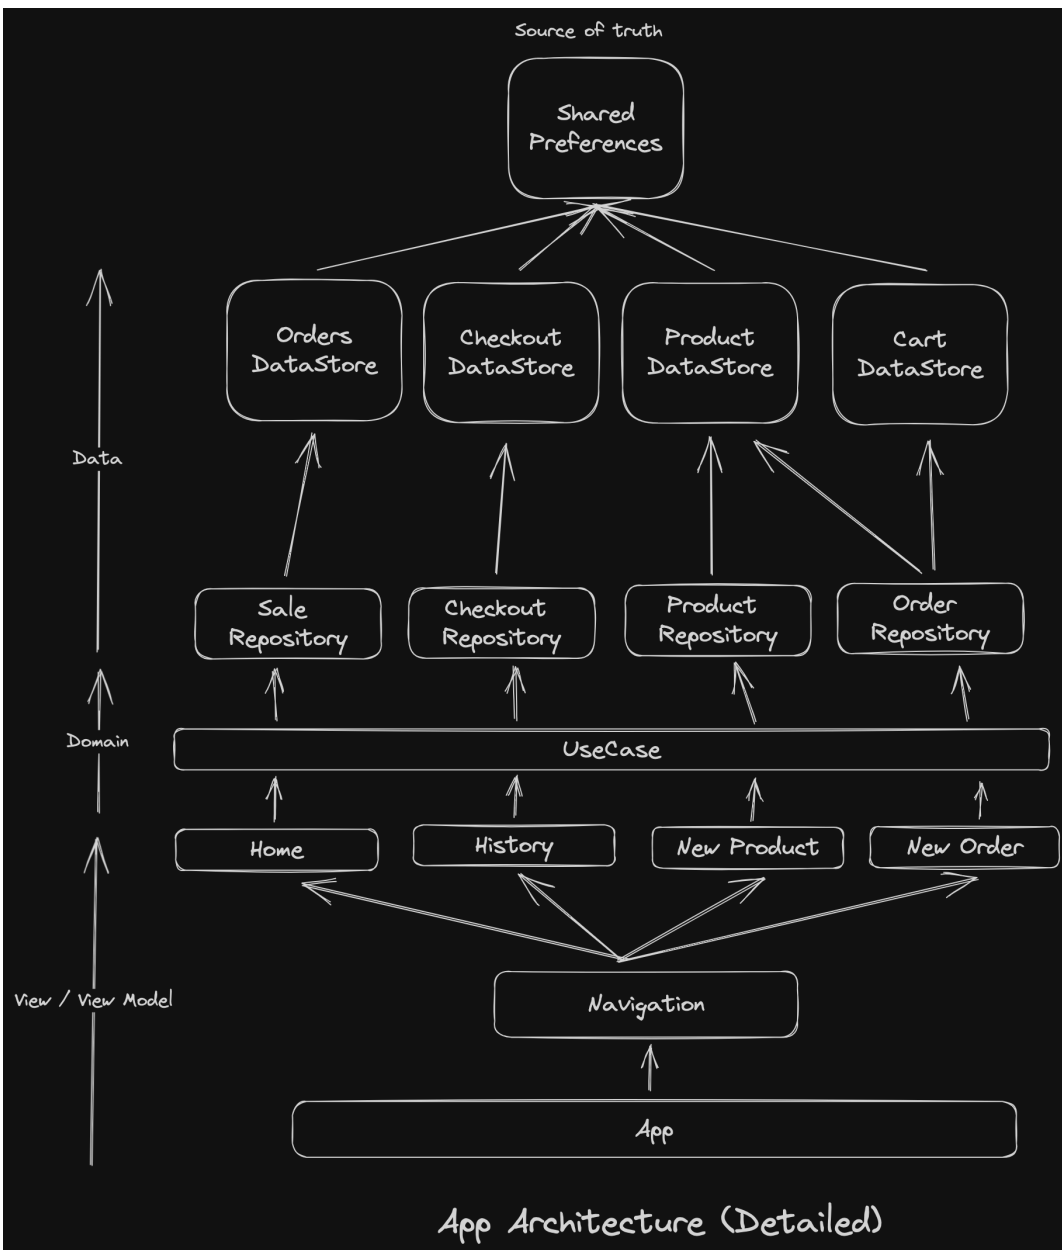 Source of truth
Shared
Preferences
Orders
DataStore
Checkout
DataStore
Product
DataStore
Cart
DataStore
Data
Sale
Repository
Checkout
Repository
Product
Repository
Order
Repository
Domain
UseCase
Home
History
New Product
New Order
View / View Model
Navigation
App
App Architecture (Detailed)